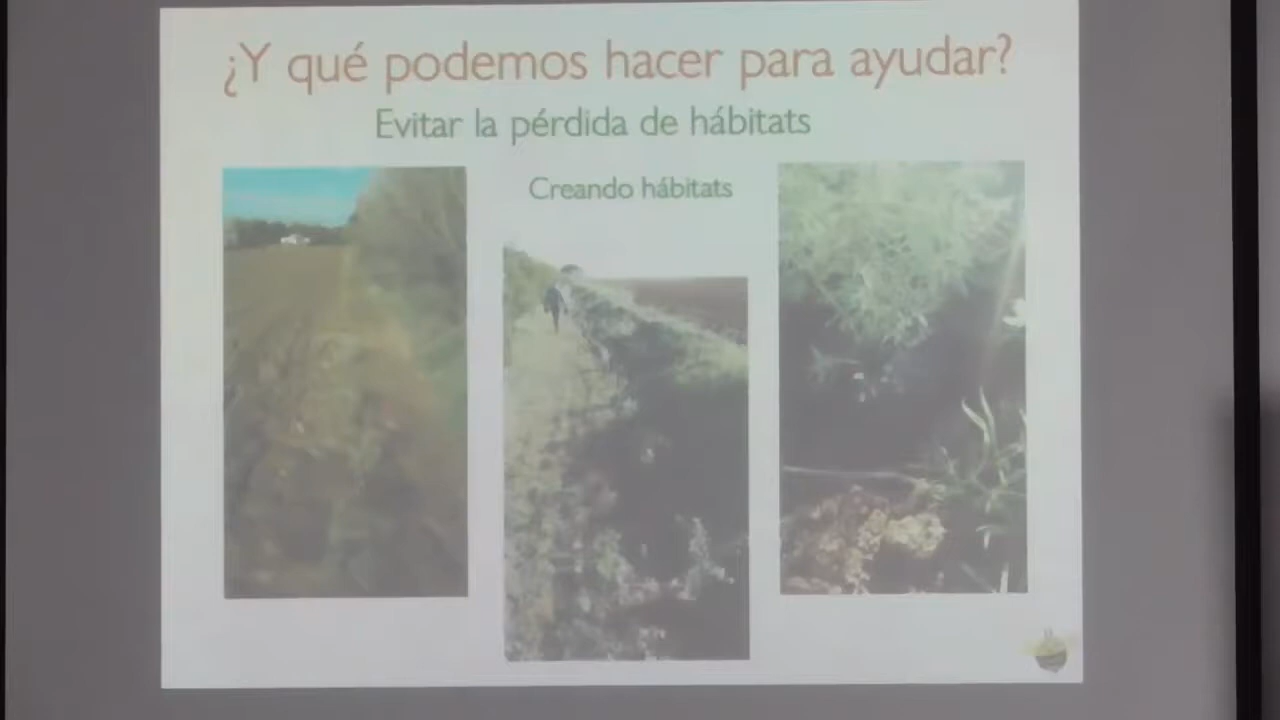 ¿Y qué podemos hacer para ayudar?
Evitar la pérdida de hábitats
Creando hábitats